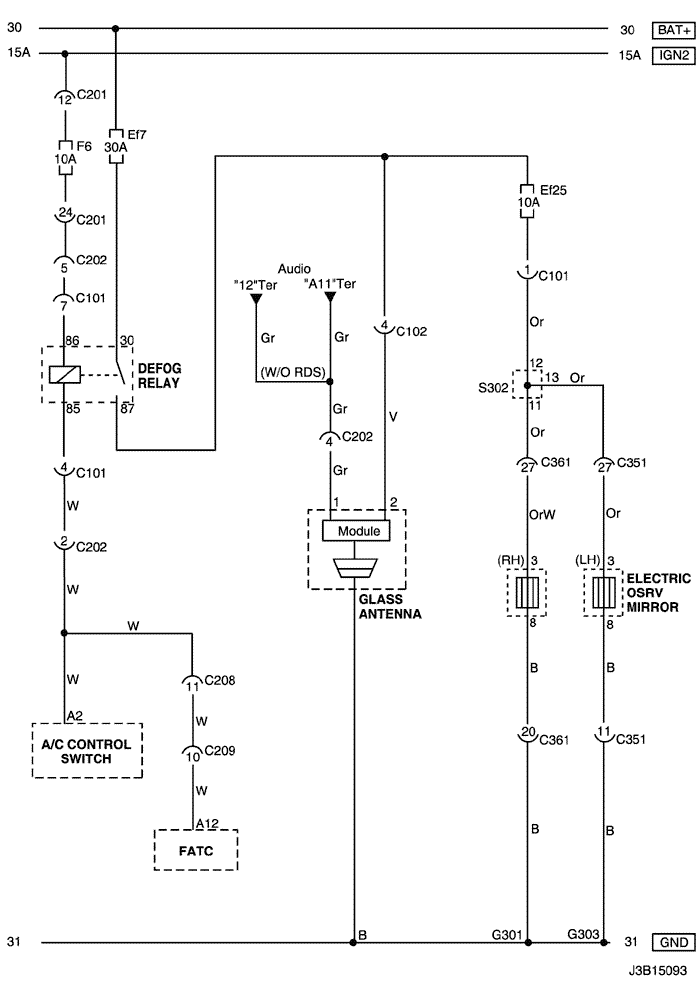 30 30 BAT+
15A 15A IGN2
12 C201
F6 Ef7
10A 30A
Ef25
10A
24 C201
5 C202
Audio
1 C101
"12"Ter "A11"Ter
7 C101
Or
4 C102
Gr Gr
86 30
12
DEFOG
RELAY
(W/O RDS)
13 Or
S302
85 87
11
Gr
V
Or
4 C202
4 C101
Gr
27 C361 27 C351
W
1 2
OrW Or
Module
2 C202
(RH) 3 (LH) 3
ELECTRIC
OSRV
MIRROR
W
GLASS
ANTENNA
8 8
W
W
B B
11 C208
A2
W
20 C361 11 C351
A/C CONTROL
SWITCH
10 C209
W
A12
B B
FATC
31 B G301 G303 31 GND
J3B15093